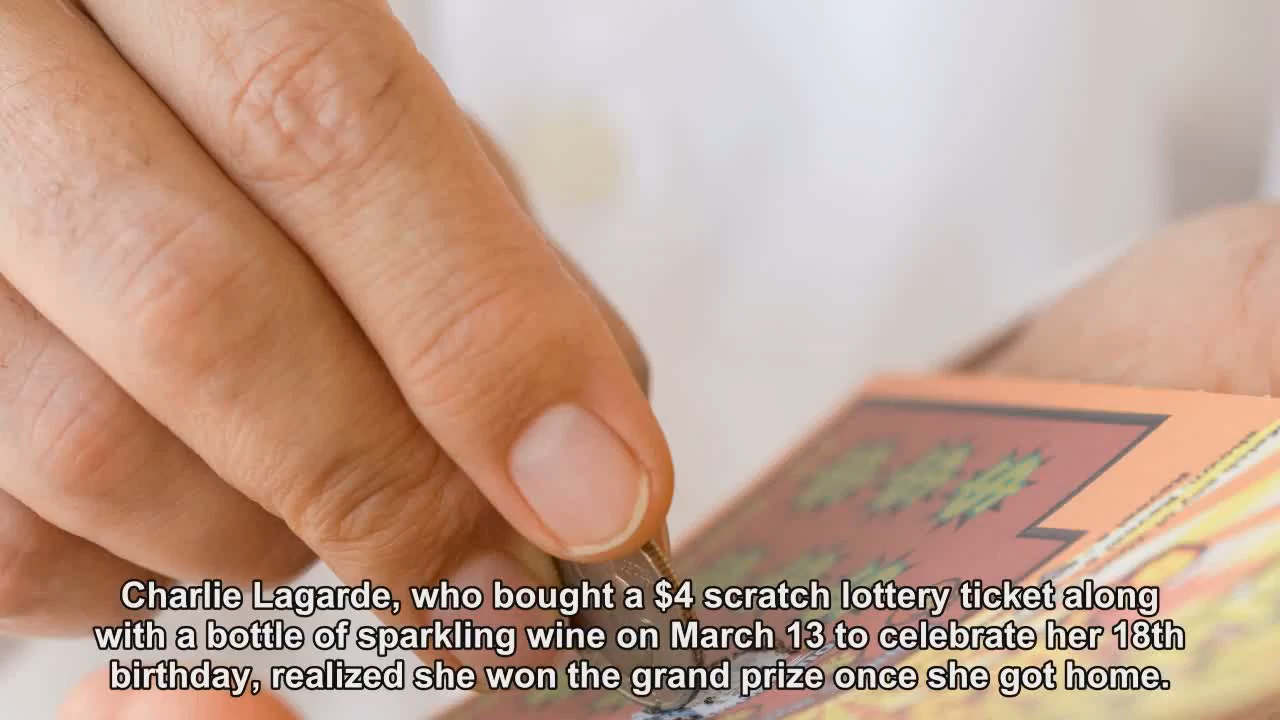 Charlie Lagarde, who bought a $4 scratch lottery ticket along
with a bottle of sparkling wine on March 13 to celebrate her 18th
birthday, realized she won the grand prize once she got home.